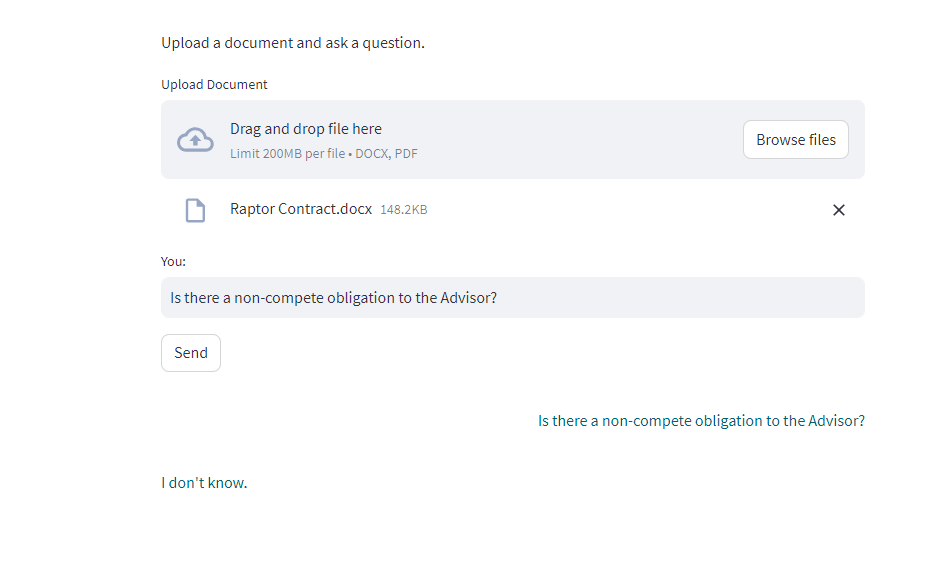 Upload a document and ask a question.
Upload Document
Drag and drop file here
Limit 200MB per file • DOCX, PDF
Browse files
Raptor Contract.docx 148.2KB
You:
Is there a non-compete obligation to the Advisor?
Send
Is there a non-compete obligation to the Advisor?
I don't know.